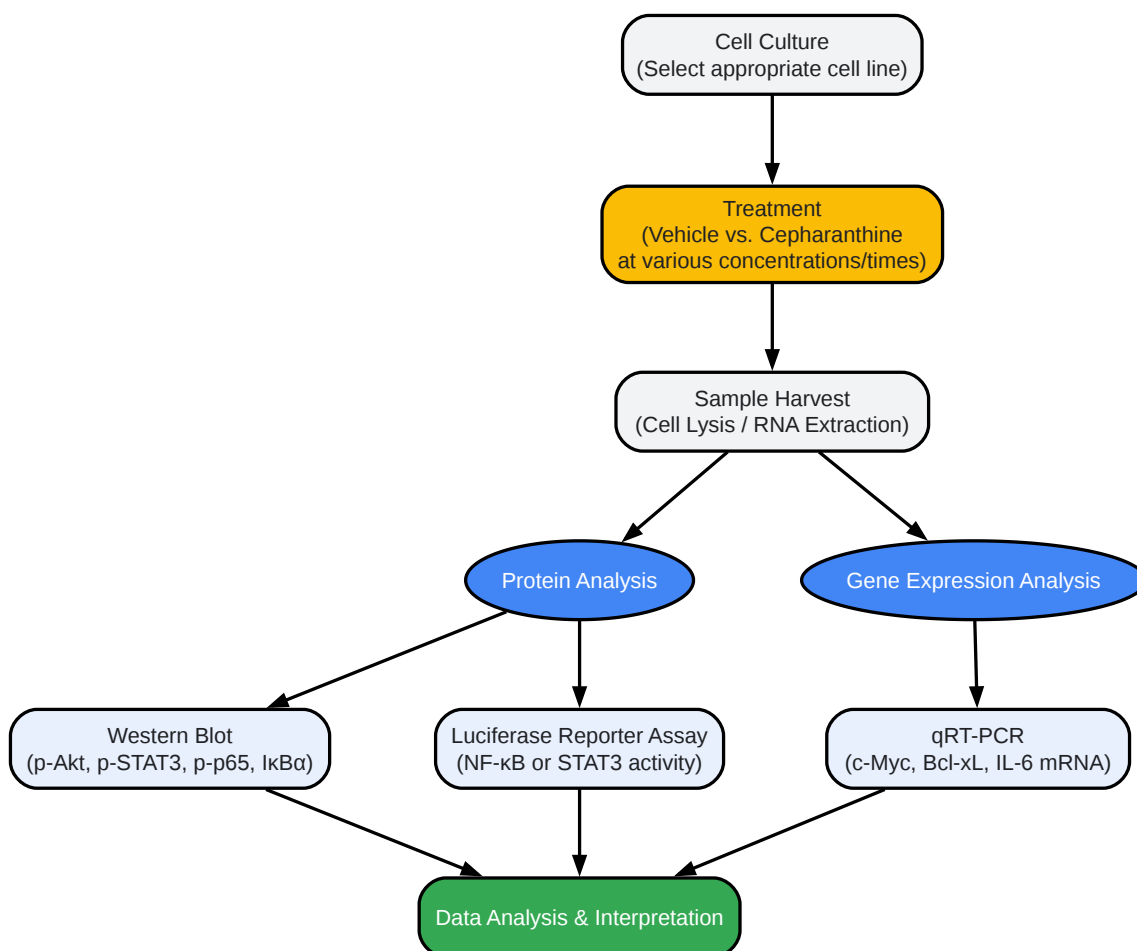 Cell Culture
(Select appropriate cell line)
Treatment
(Vehicle vs. Cepharanthine
at various concentrations/times)
Sample Harvest
(Cell Lysis / RNA Extraction)
Protein Analysis
Gene Expression Analysis
Western Blot
(p-Akt, p-STAT3, p-p65, IκBα)
Luciferase Reporter Assay
(NF-κB or STAT3 activity)
qRT-PCR
(c-Myc, Bcl-xL, IL-6 mRNA)
Data Analysis & Interpretation